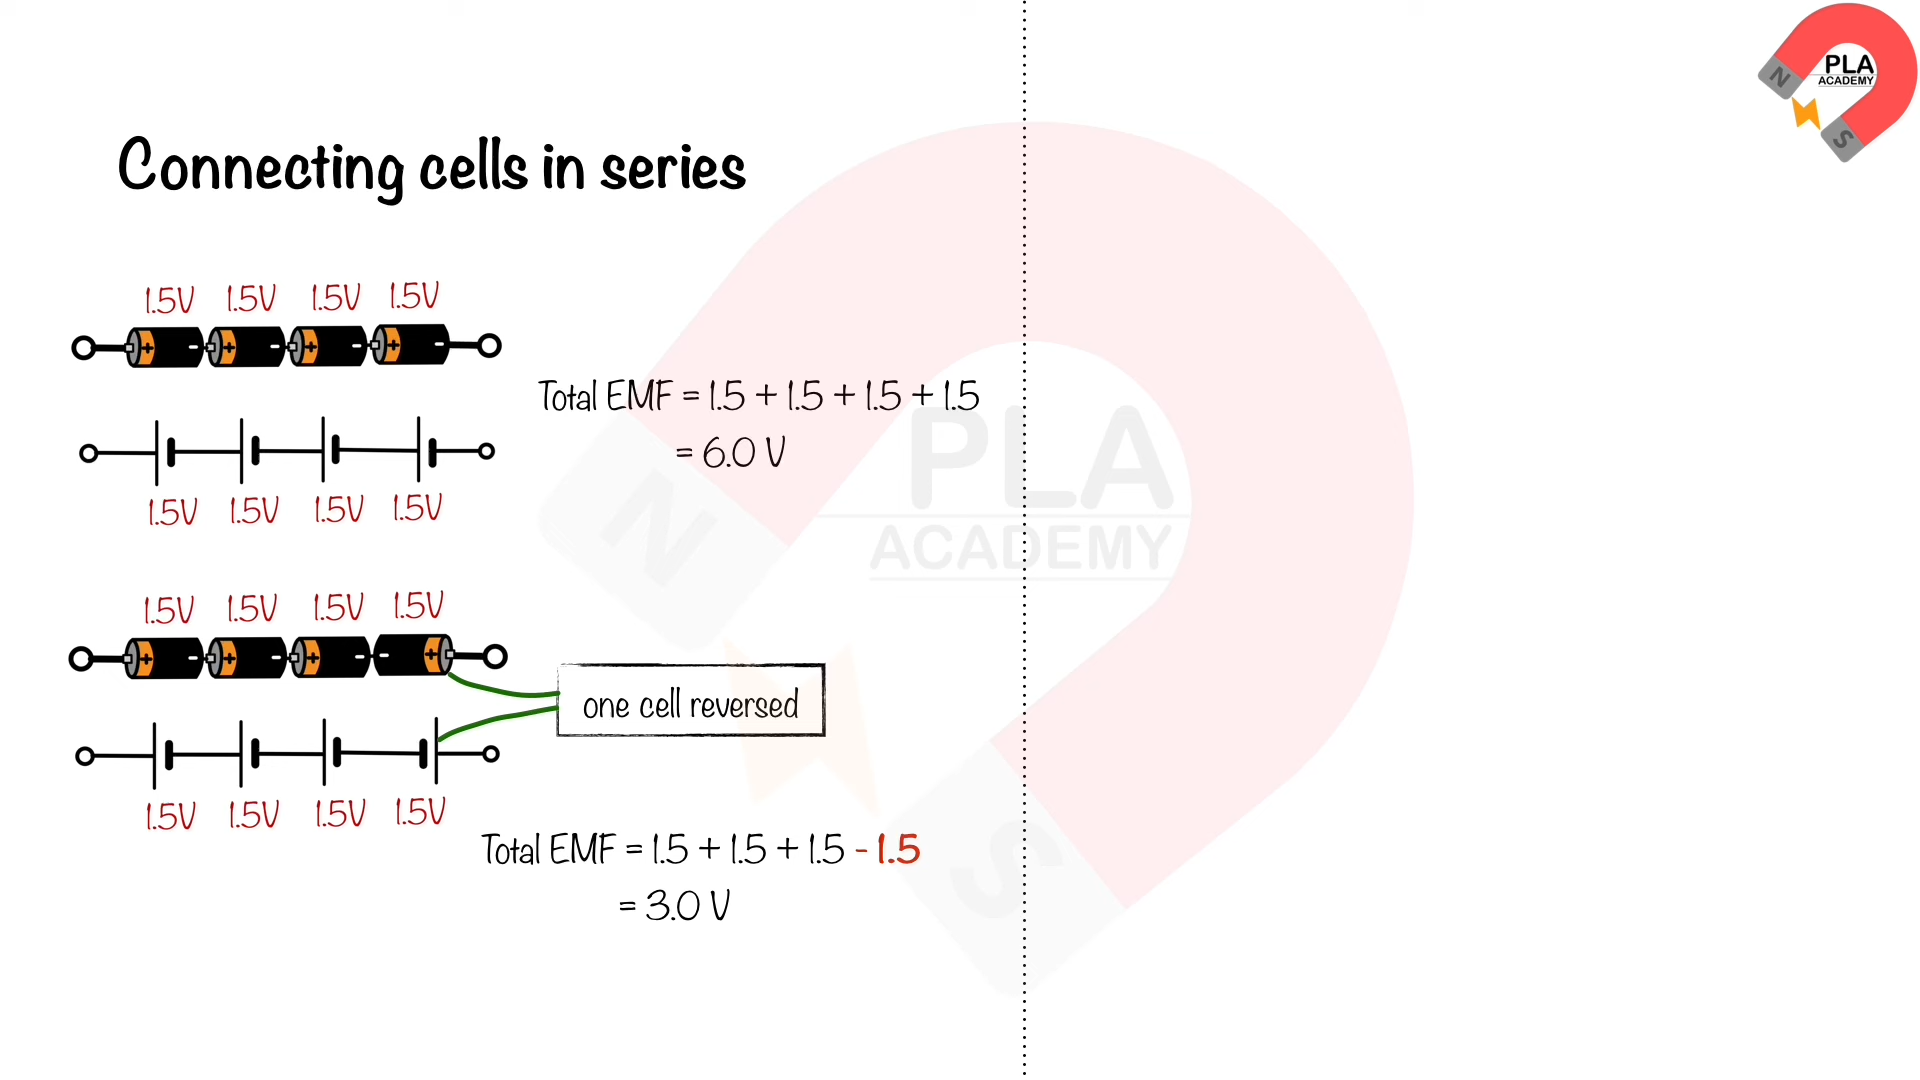 PLA
ACADEMY
N
S
Connecting cells in series
1.5V 1.5V 1.5V 1.5V
+ - + - + - + -
1.5V 1.5V 1.5V 1.5V
Total EMF = 1.5 + 1.5 + 1.5 + 1.5
= 6.0 V
PLA
ACADEMY
N
S
1.5V 1.5V 1.5V 1.5V
+ - + - + - - +
one cell reversed
1.5V 1.5V 1.5V 1.5V
Total EMF = 1.5 + 1.5 + 1.5 - 1.5
= 3.0 V